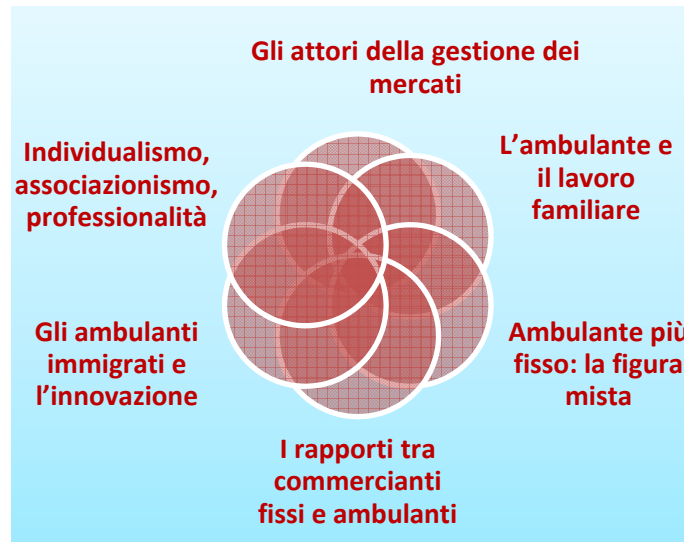 Gli attori della gestione dei
mercati
L’ambulante e
il lavoro
familiare
Ambulante più
fisso: la figura
mista
I rapporti tra
commercianti
fissi e ambulanti
Gli ambulanti
immigrati e
l’innovazione
Individualismo,
associazionismo,
professionalità